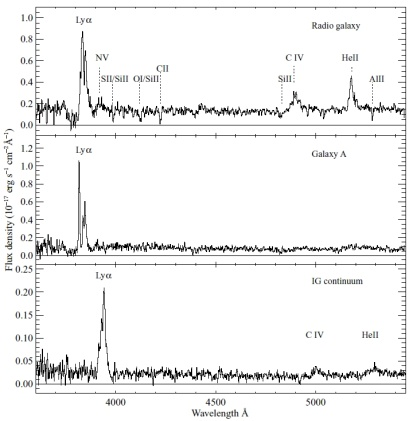 1.0
0.8
0.6
0.4
0.2
0.0
Lyα
Radio galaxy
NV
SII/SiII
OI/SiII
CII
SiII
C IV
HeII
AlII
1.2
1.0
0.8
0.6
0.4
0.2
0.0
Lyα
Galaxy A
Flux density (10⁻¹⁷ erg s⁻¹ cm⁻² Å⁻¹)
0.25
0.20
0.15
0.10
0.05
0.00
Lyα
IG continuum
C IV
HeII
4000
4500
5000
Wavelength Å